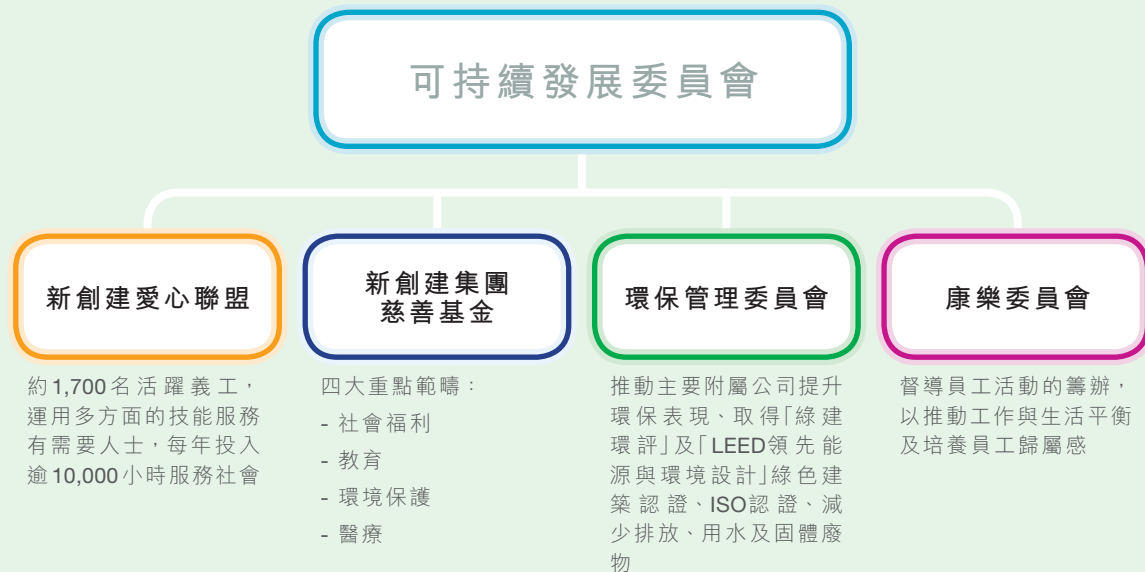 可持續發展委員會
新創建愛心聯盟
約1,700名活躍義工，
運用多方面的技能服務
有需要人士，每年投入
逾10,000小時服務社會
新創建集團
慈善基金
四大重點範疇：
- 社會福利
- 教育
- 環境保護
- 醫療
環保管理委員會
推動主要附屬公司提升
環保表現、取得「綠建
環評」及「LEED領先能
源與環境設計」綠色建
築認證、ISO認證、減
少排放、用水及固體廢
物
康樂委員會
督導員工活動的籌辦，
以推動工作與生活平衡
及培養員工歸屬感